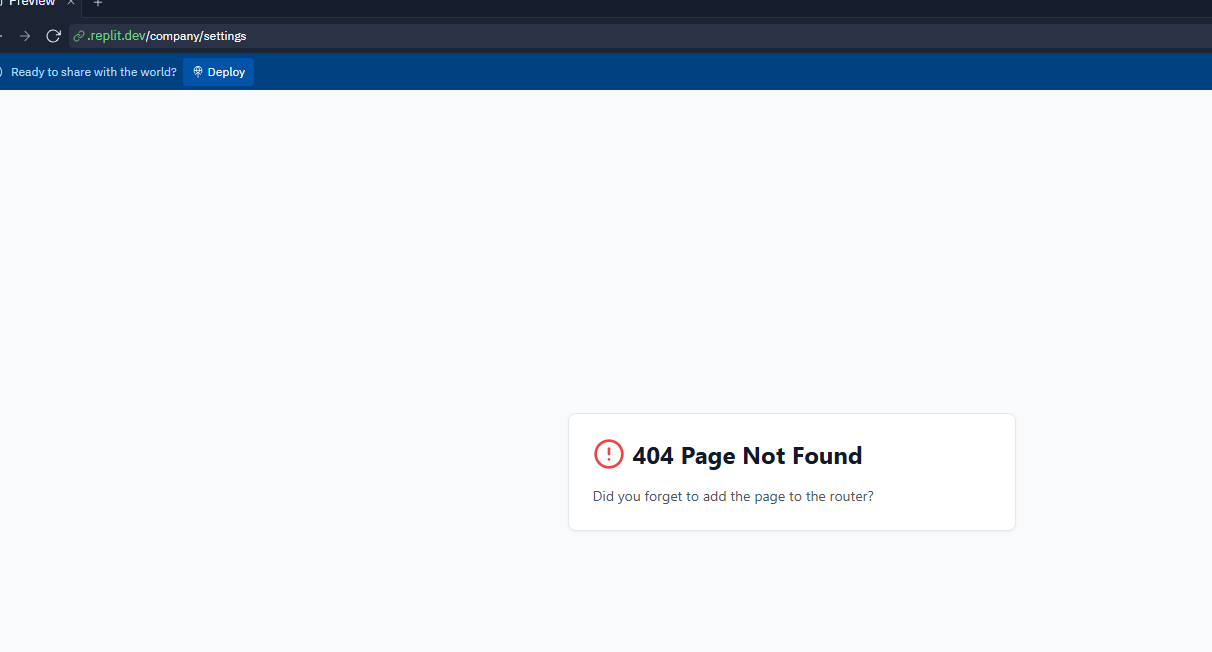 Preview
.replit.dev/company/settings
Ready to share with the world? Deploy
404 Page Not Found
Did you forget to add the page to the router?